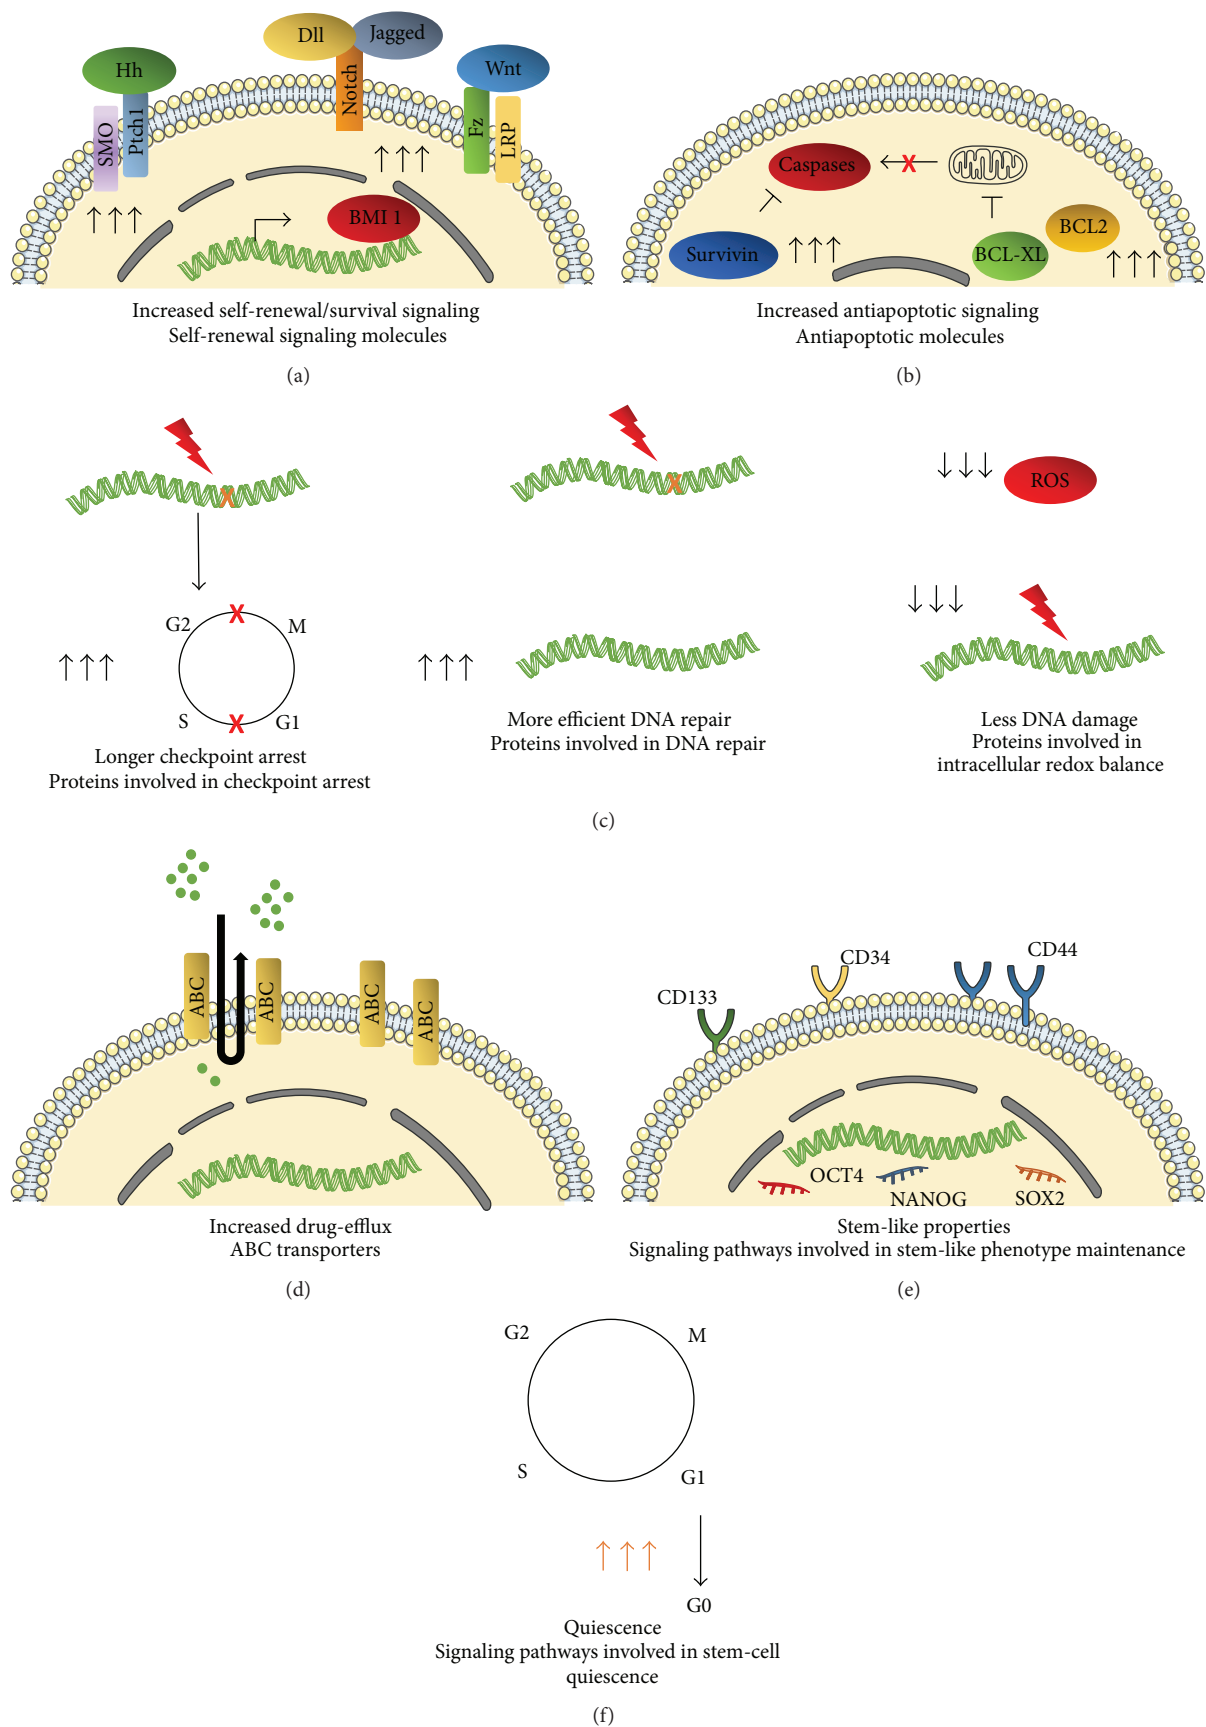 Dll
Jagged
Hh
Wnt
SMO
Ptch1
Notch
Fz
LRP
BMI 1
Increased self-renewal/survival signaling
Self-renewal signaling molecules
(a)
Caspases
X
Survivin
BCL2
BCL-XL
Increased antiapoptotic signaling
Antiapoptotic molecules
(b)
X
G2
X
M
S
X
G1
Longer checkpoint arrest
Proteins involved in checkpoint arrest
X
More efficient DNA repair
Proteins involved in DNA repair
ROS
Less DNA damage
Proteins involved in
intracellular redox balance
(c)
ABC
ABC
ABC
ABC
Increased drug-efflux
ABC transporters
(d)
CD34
CD44
CD133
OCT4
NANOG
SOX2
Stem-like properties
Signaling pathways involved in stem-like phenotype maintenance
(e)
G2
M
S
G1
G0
Quiescence
Signaling pathways involved in stem-cell
quiescence
(f)